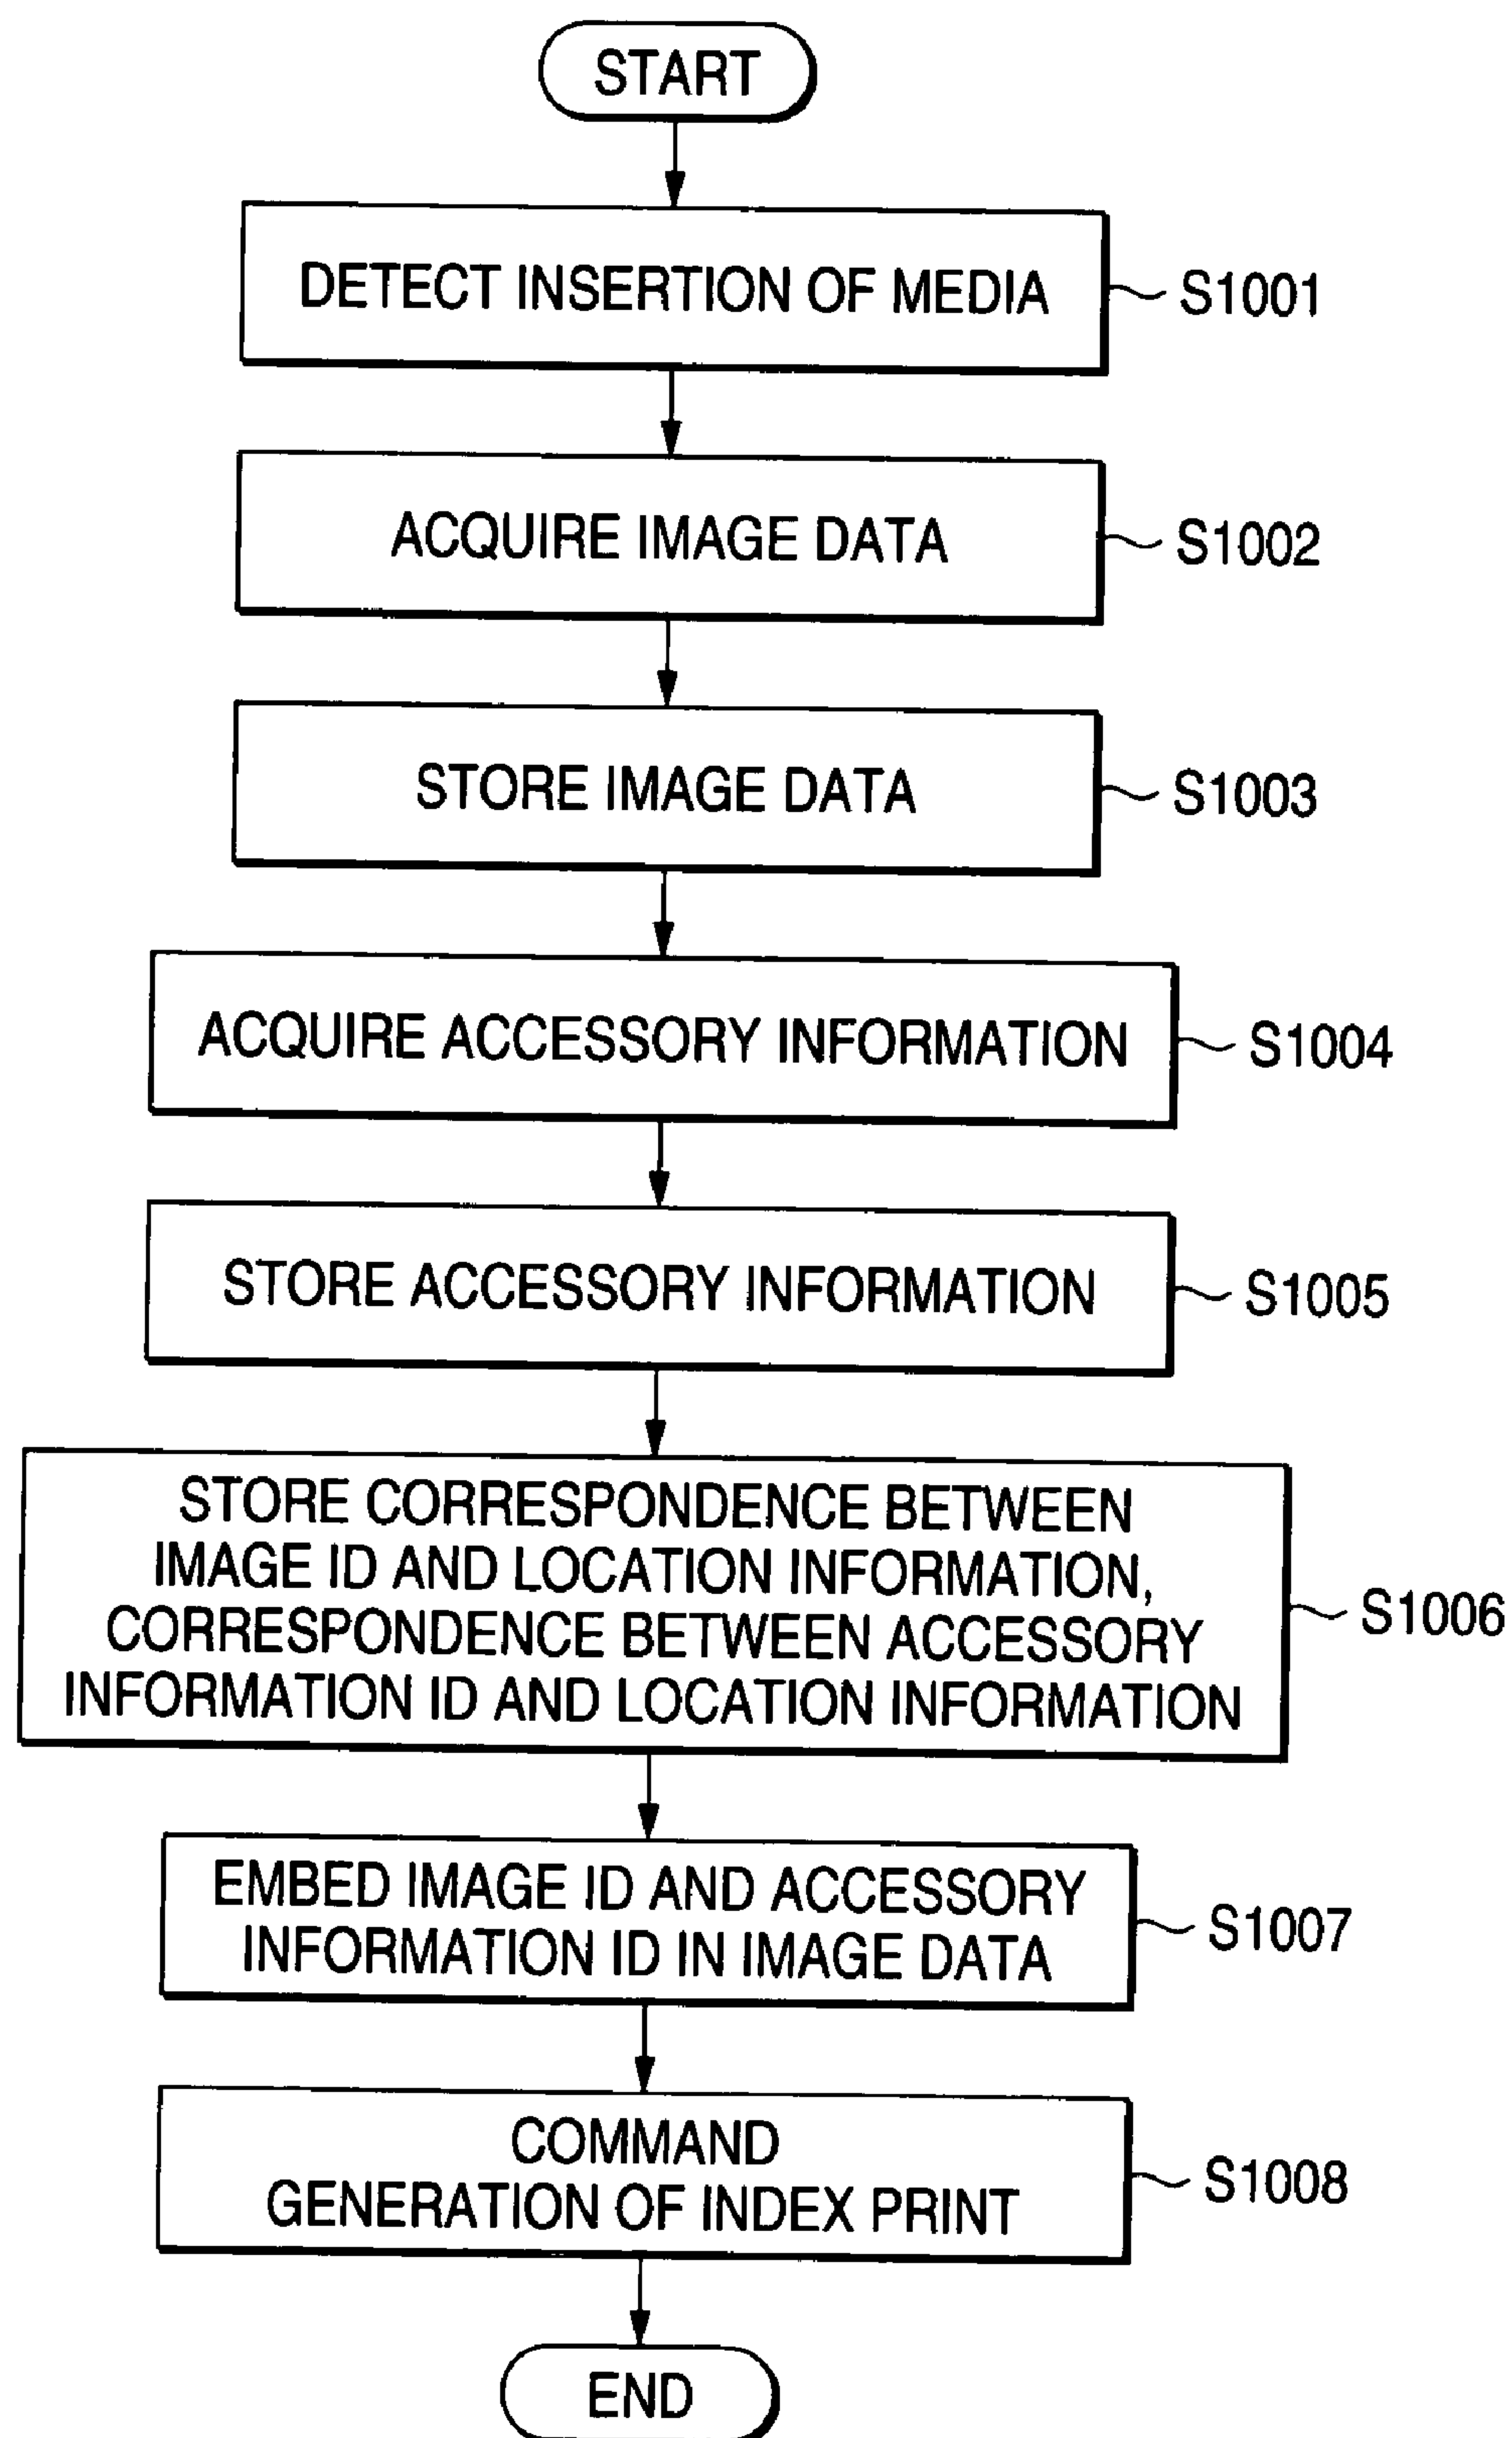 START
DETECT INSERTION OF MEDIA
S1001
ACQUIRE IMAGE DATA
S1002
STORE IMAGE DATA
S1003
ACQUIRE ACCESSORY INFORMATION
S1004
STORE ACCESSORY INFORMATION
S1005
STORE CORRESPONDENCE BETWEEN
IMAGE ID AND LOCATION INFORMATION,
CORRESPONDENCE BETWEEN ACCESSORY
INFORMATION ID AND LOCATION INFORMATION
S1006
EMBED IMAGE ID AND ACCESSORY
INFORMATION ID IN IMAGE DATA
S1007
COMMAND
GENERATION OF INDEX PRINT
S1008
END